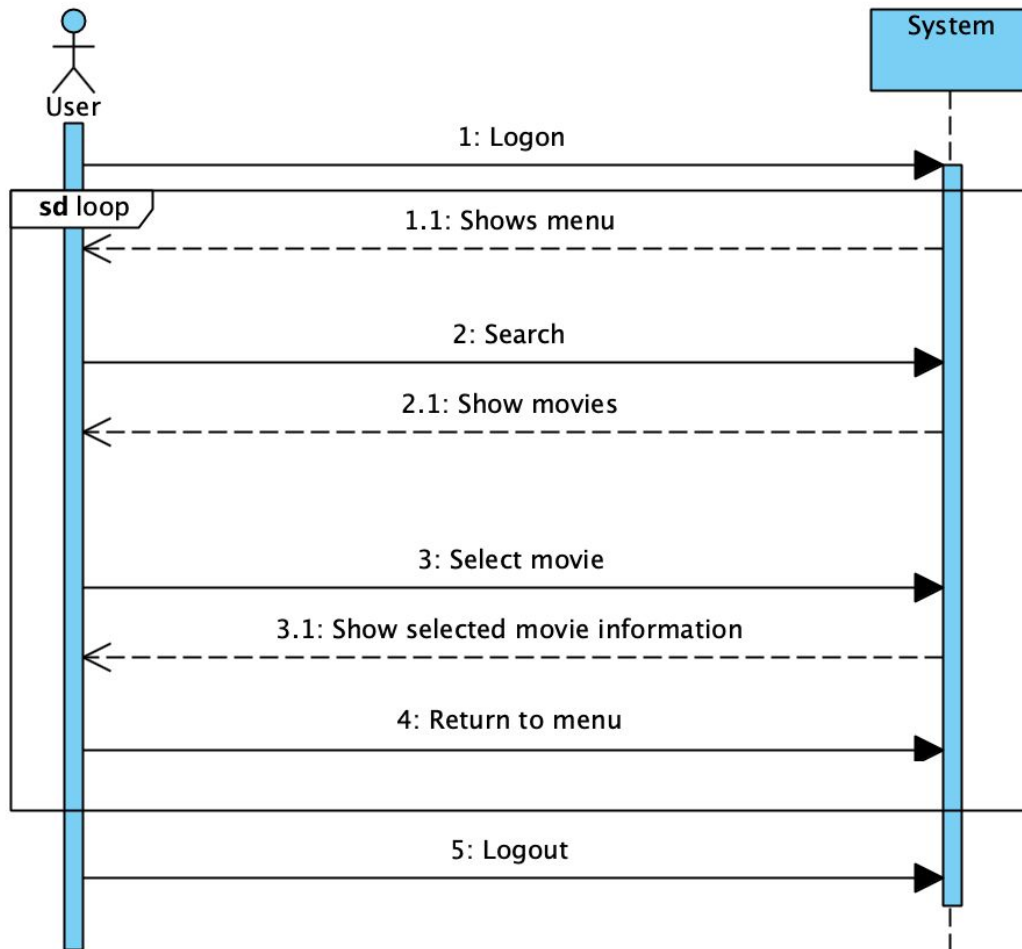 System
User
1: Logon
sd loop
1.1: Shows menu
2: Search
2.1: Show movies
3: Select movie
3.1: Show selected movie information
4: Return to menu
5: Logout